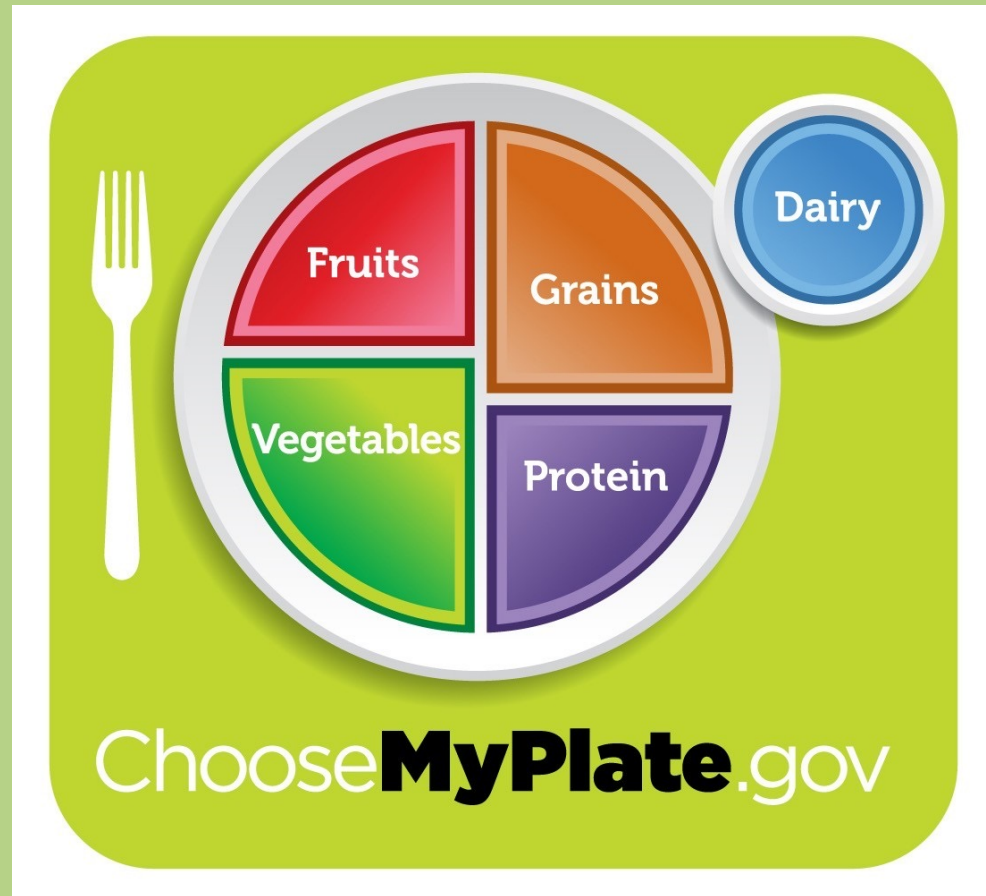 Fruits
Grains
Dairy
Vegetables
Protein
ChooseMyPlate.gov